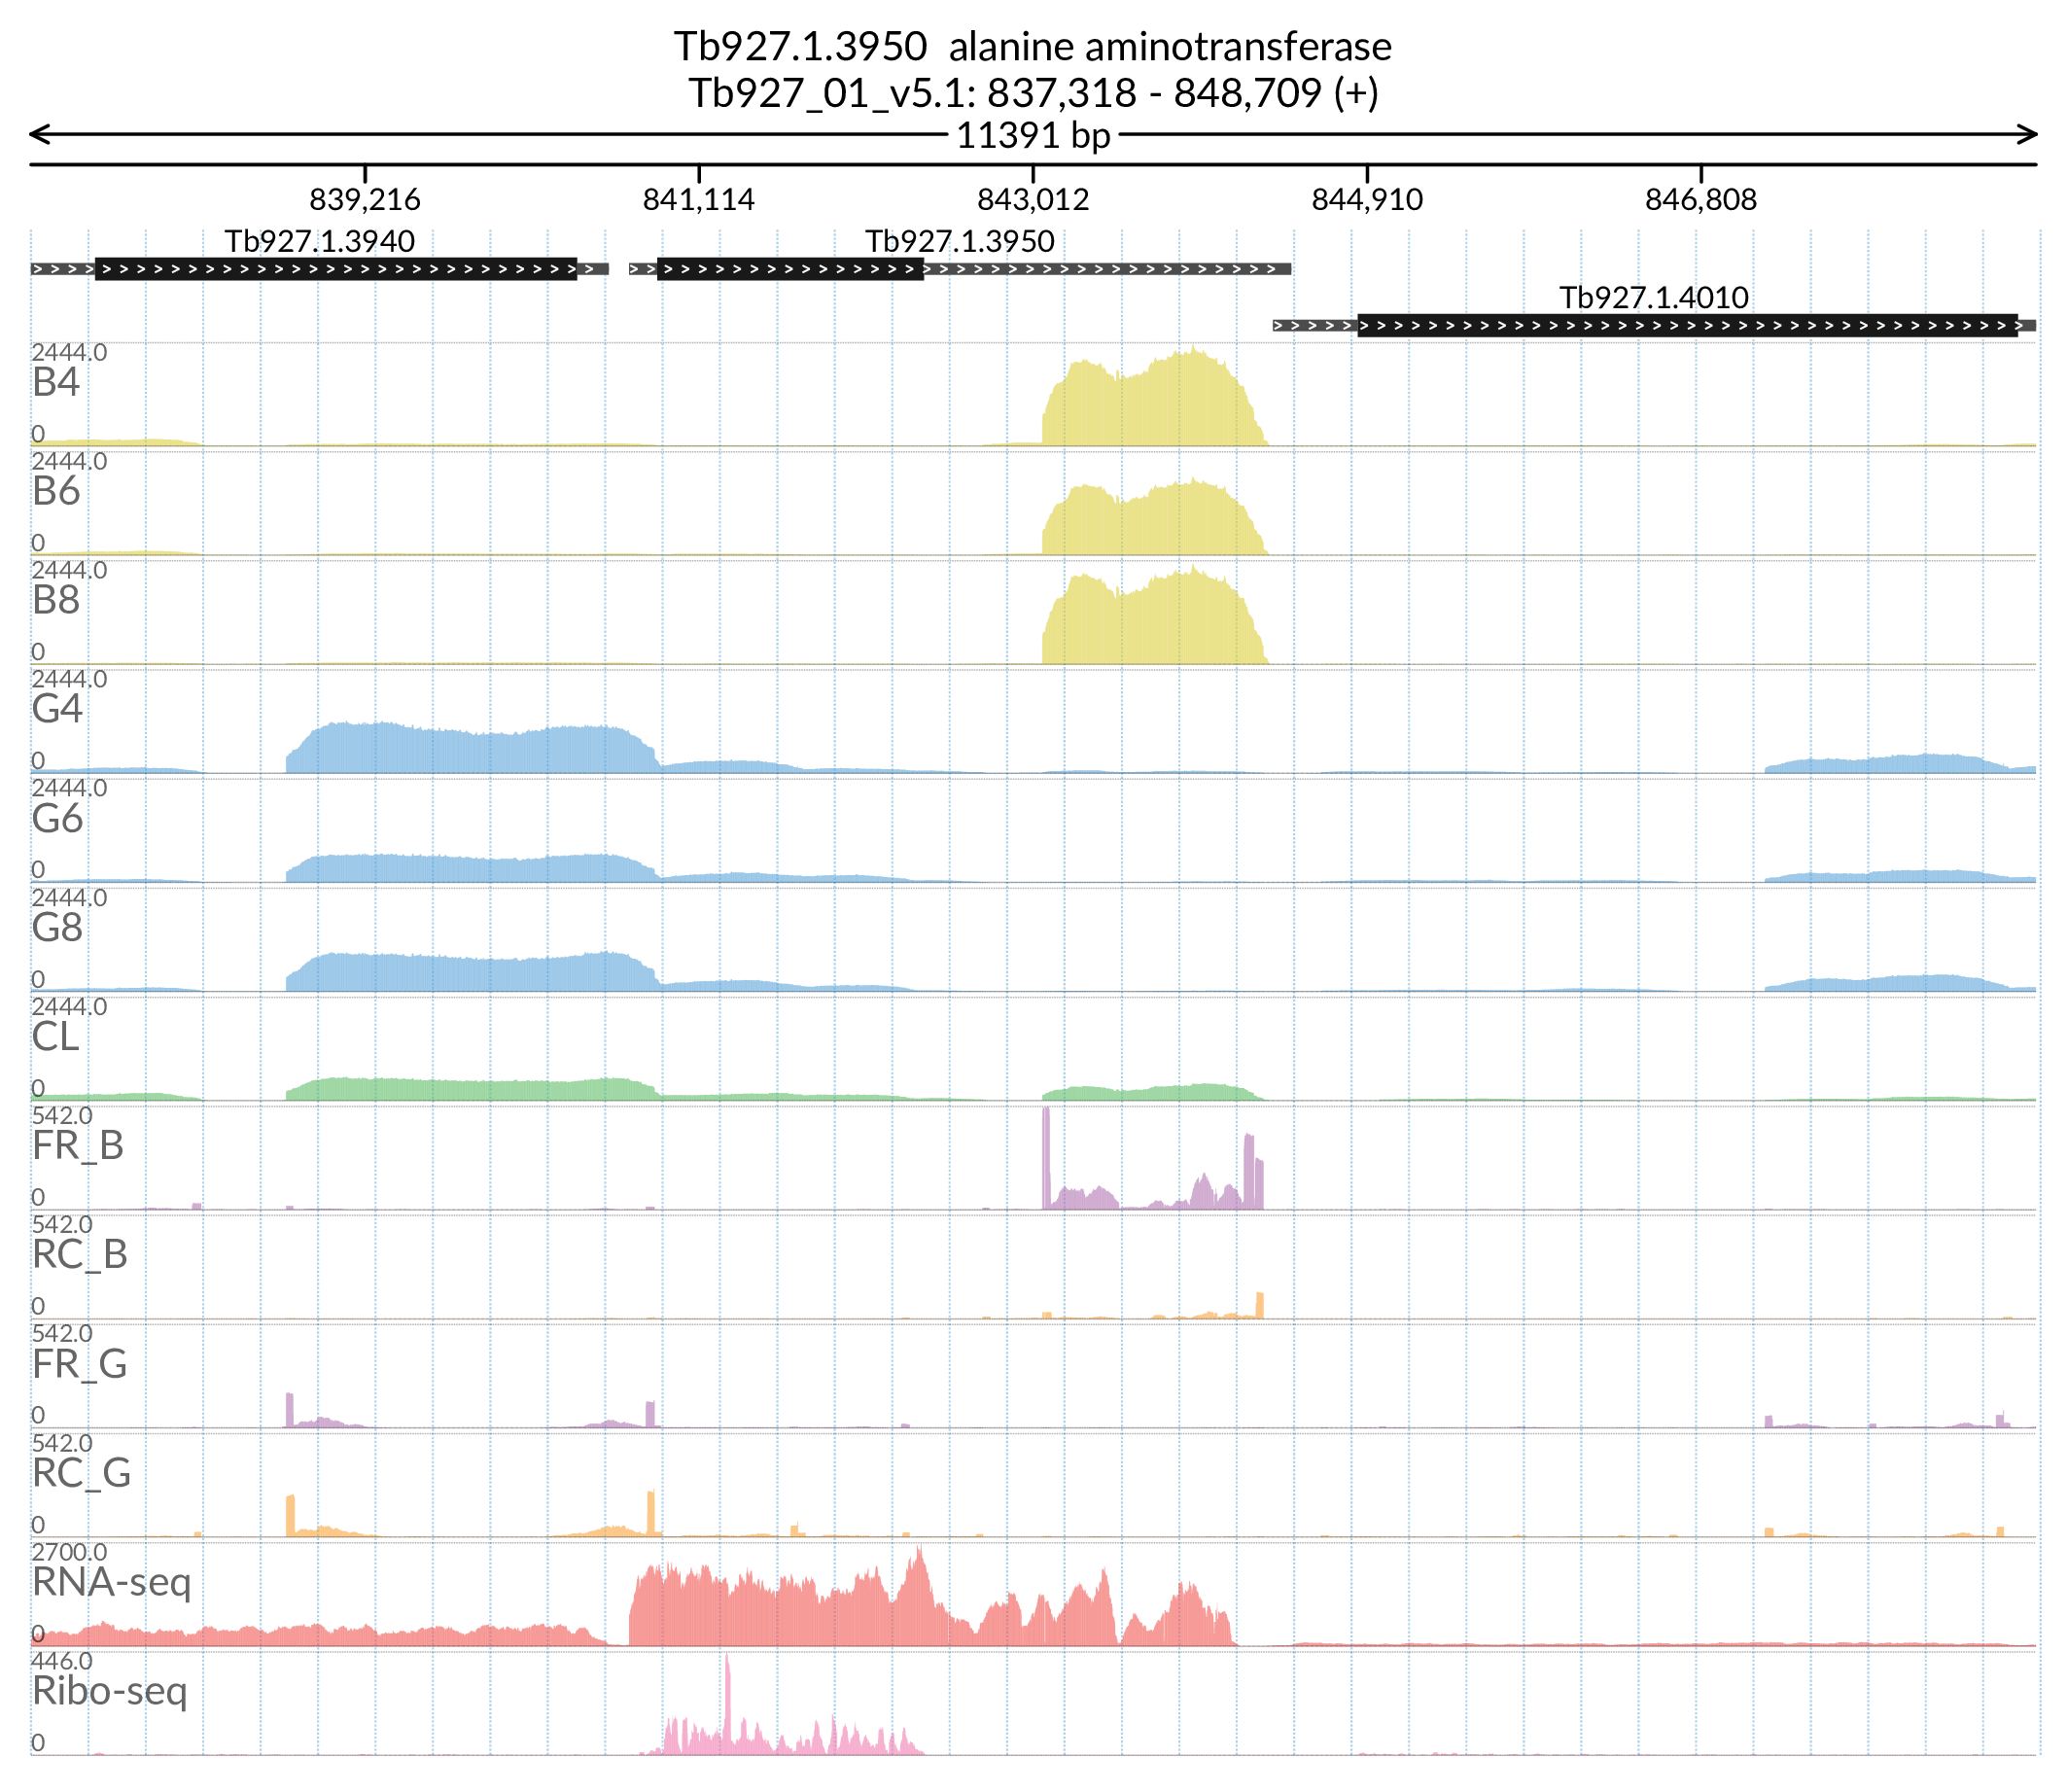 Tb927.1.3950 alanine aminotransferase
Tb927_01_v5.1: 837,318 - 848,709 (+)
11391 bp
839,216 841,114 843,012 844,910 846,808
Tb927.1.3940 Tb927.1.3950
Tb927.1.4010
2444.0
B4
0
2444.0
B6
0
2444.0
B8
0
2444.0
G4
0
2444.0
G6
0
2444.0
G8
0
2444.0
CL
0
542.0
FR_B
0
542.0
RC_B
0
542.0
FR_G
0
542.0
RC_G
0
2700.0
RNA-seq
0
446.0
Ribo-seq
0